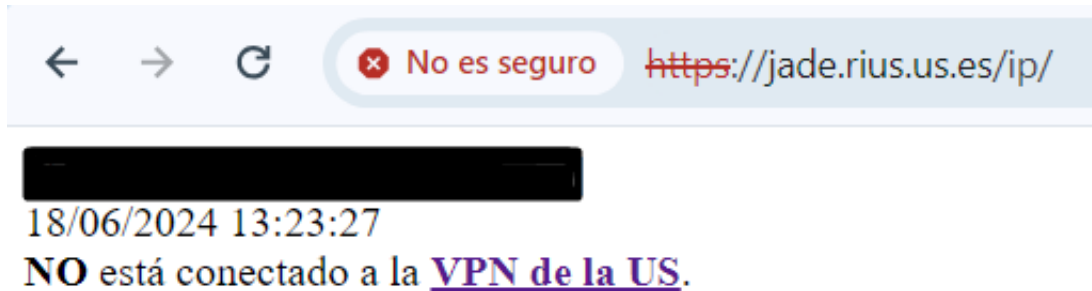 No es seguro https://jade.rius.us.es/ip/
18/06/2024 13:23:27
NO está conectado a la VPN de la US.